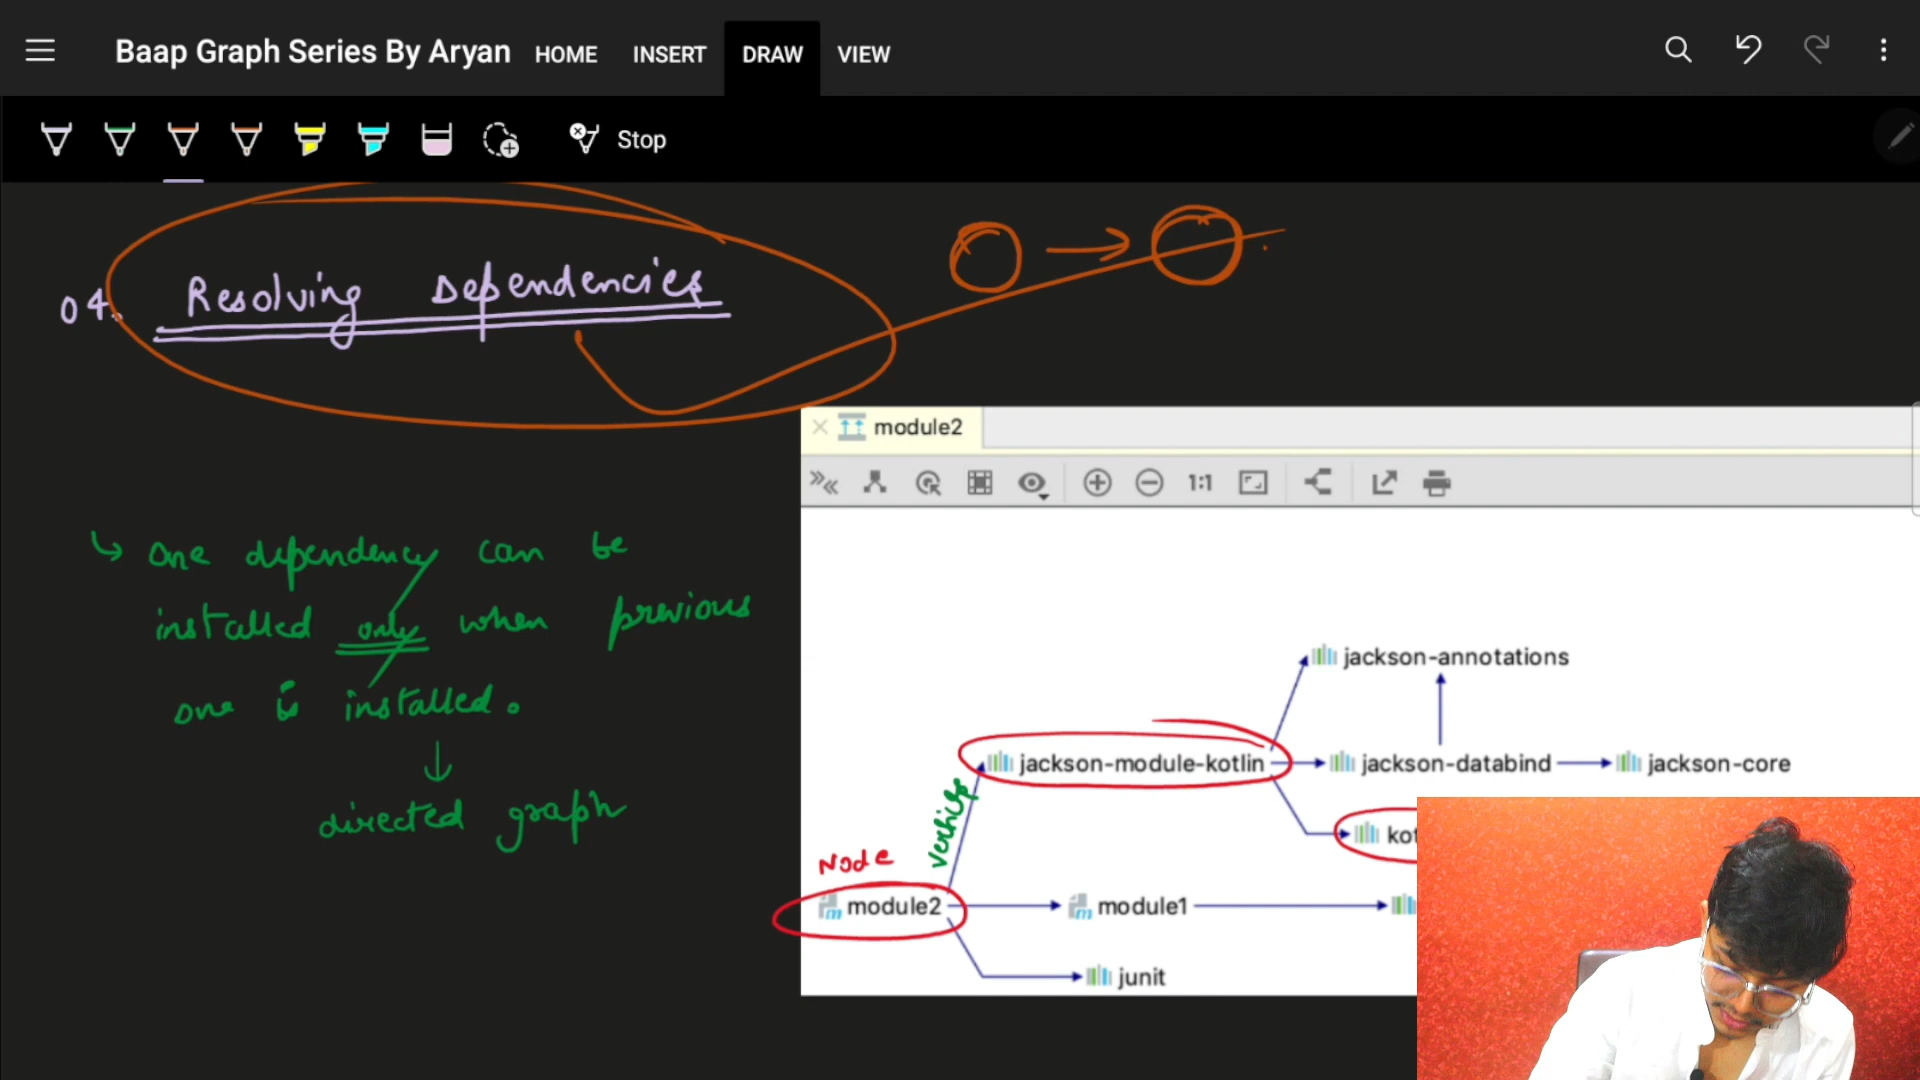 Baap Graph Series By Aryan HOME INSERT DRAW VIEW
Stop
04. Resolving Dependencies
module2
1:1
↳ one dependency can be
installed only when previous
one is installed.
↓
directed graph
jackson-annotations
jackson-module-kotlin
jackson-databind
jackson-core
kot
Node
module2
module1
junit